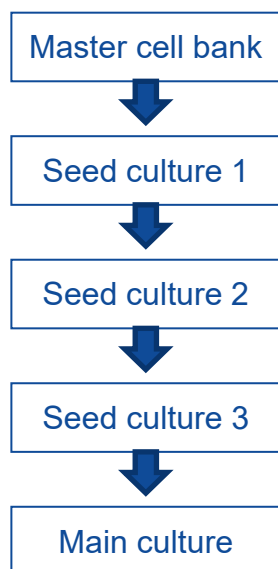 Master cell bank
Seed culture 1
Seed culture 2
Seed culture 3
Main culture